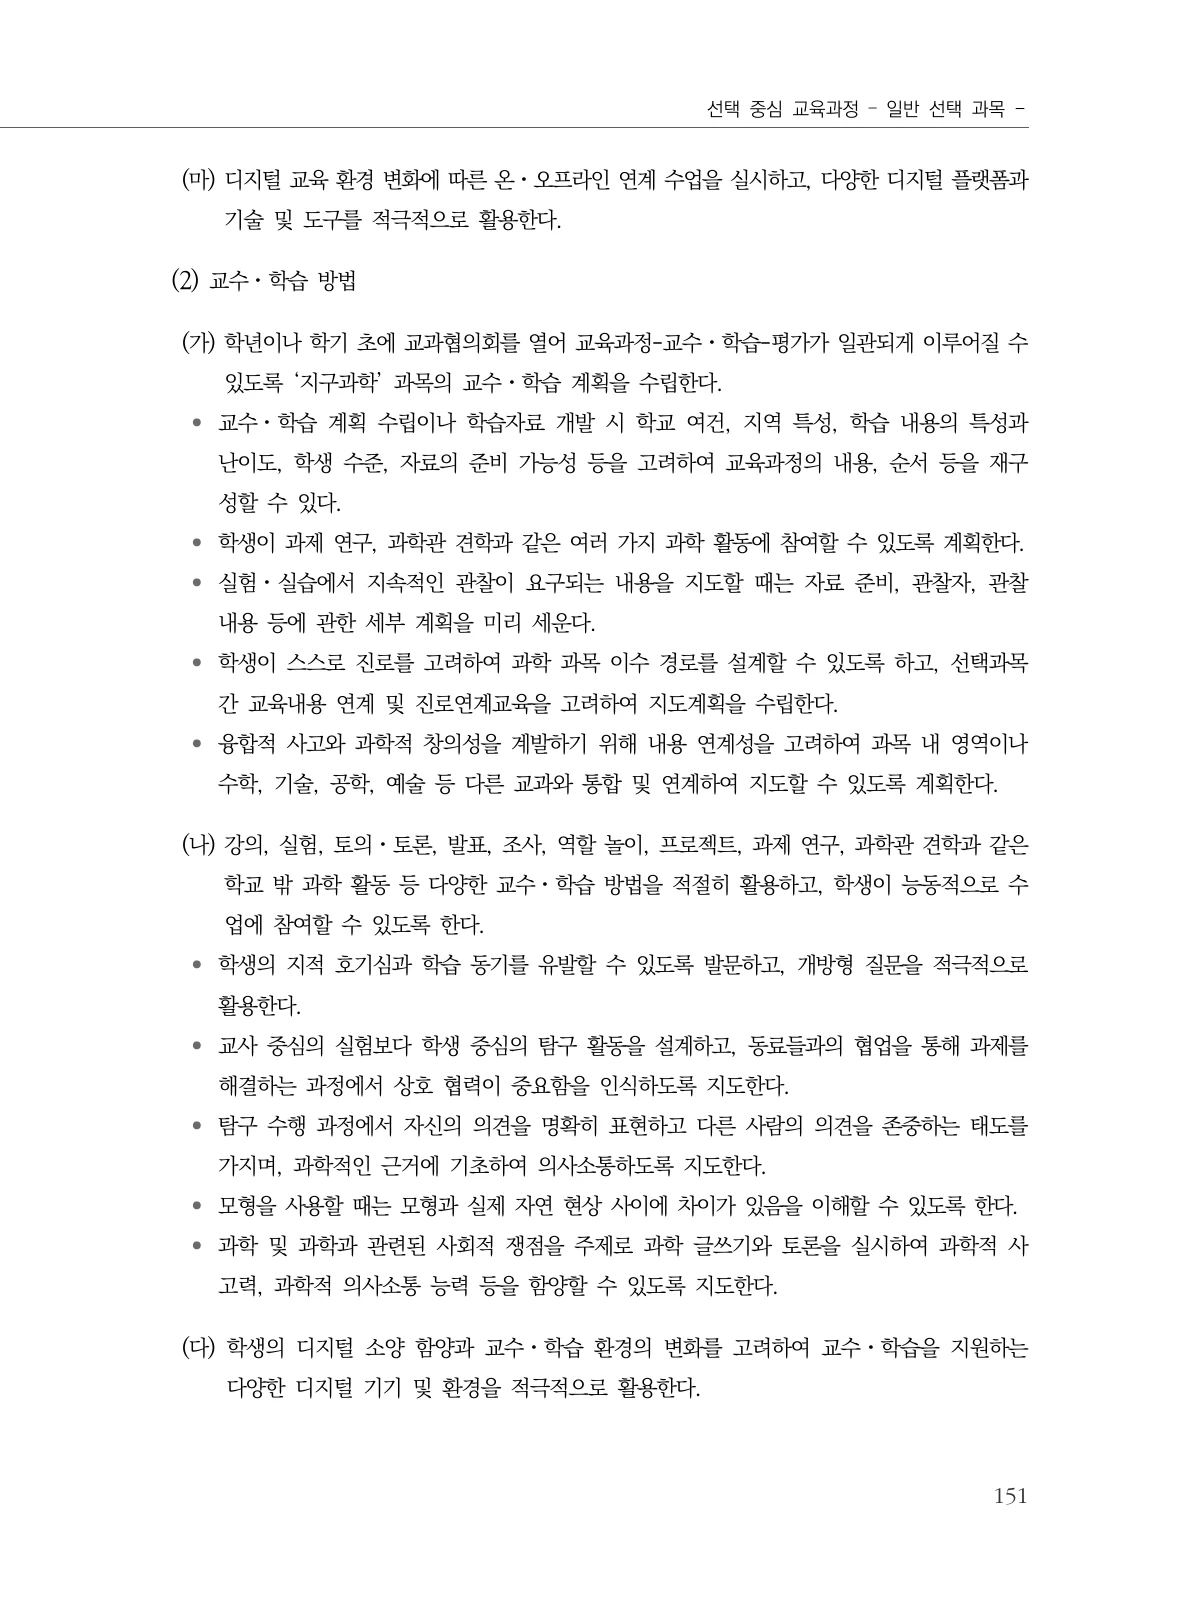 선택 중심 교육과정 - 일반 선택 과목 -
(마) 디지털 교육 환경 변화에 따른 온·오프라인 연계 수업을 실시하고, 다양한 디지털 플랫폼과
기술 및 도구를 적극적으로 활용한다.
(2) 교수·학습 방법
(가) 학년이나 학기 초에 교과협의회를 열어 교육과정-교수·학습-평가가 일관되게 이루어질 수
있도록 ‘지구과학’ 과목의 교수·학습 계획을 수립한다.
• 교수·학습 계획 수립이나 학습자료 개발 시 학교 여건, 지역 특성, 학습 내용의 특성과
난이도, 학생 수준, 자료의 준비 가능성 등을 고려하여 교육과정의 내용, 순서 등을 재구
성할 수 있다.
• 학생이 과제 연구, 과학관 견학과 같은 여러 가지 과학 활동에 참여할 수 있도록 계획한다.
• 실험·실습에서 지속적인 관찰이 요구되는 내용을 지도할 때는 자료 준비, 관찰자, 관찰
내용 등에 관한 세부 계획을 미리 세운다.
• 학생이 스스로 진로를 고려하여 과학 과목 이수 경로를 설계할 수 있도록 하고, 선택과목
간 교육내용 연계 및 진로연계교육을 고려하여 지도계획을 수립한다.
• 융합적 사고와 과학적 창의성을 계발하기 위해 내용 연계성을 고려하여 과목 내 영역이나
수학, 기술, 공학, 예술 등 다른 교과와 통합 및 연계하여 지도할 수 있도록 계획한다.
(나) 강의, 실험, 토의·토론, 발표, 조사, 역할 놀이, 프로젝트, 과제 연구, 과학관 견학과 같은
학교 밖 과학 활동 등 다양한 교수·학습 방법을 적절히 활용하고, 학생이 능동적으로 수
업에 참여할 수 있도록 한다.
• 학생의 지적 호기심과 학습 동기를 유발할 수 있도록 발문하고, 개방형 질문을 적극적으로
활용한다.
• 교사 중심의 실험보다 학생 중심의 탐구 활동을 설계하고, 동료들과의 협업을 통해 과제를
해결하는 과정에서 상호 협력이 중요함을 인식하도록 지도한다.
• 탐구 수행 과정에서 자신의 의견을 명확히 표현하고 다른 사람의 의견을 존중하는 태도를
가지며, 과학적인 근거에 기초하여 의사소통하도록 지도한다.
• 모형을 사용할 때는 모형과 실제 자연 현상 사이에 차이가 있음을 이해할 수 있도록 한다.
• 과학 및 과학과 관련된 사회적 쟁점을 주제로 과학 글쓰기와 토론을 실시하여 과학적 사
고력, 과학적 의사소통 능력 등을 함양할 수 있도록 지도한다.
(다) 학생의 디지털 소양 함양과 교수·학습 환경의 변화를 고려하여 교수·학습을 지원하는
다양한 디지털 기기 및 환경을 적극적으로 활용한다.
151